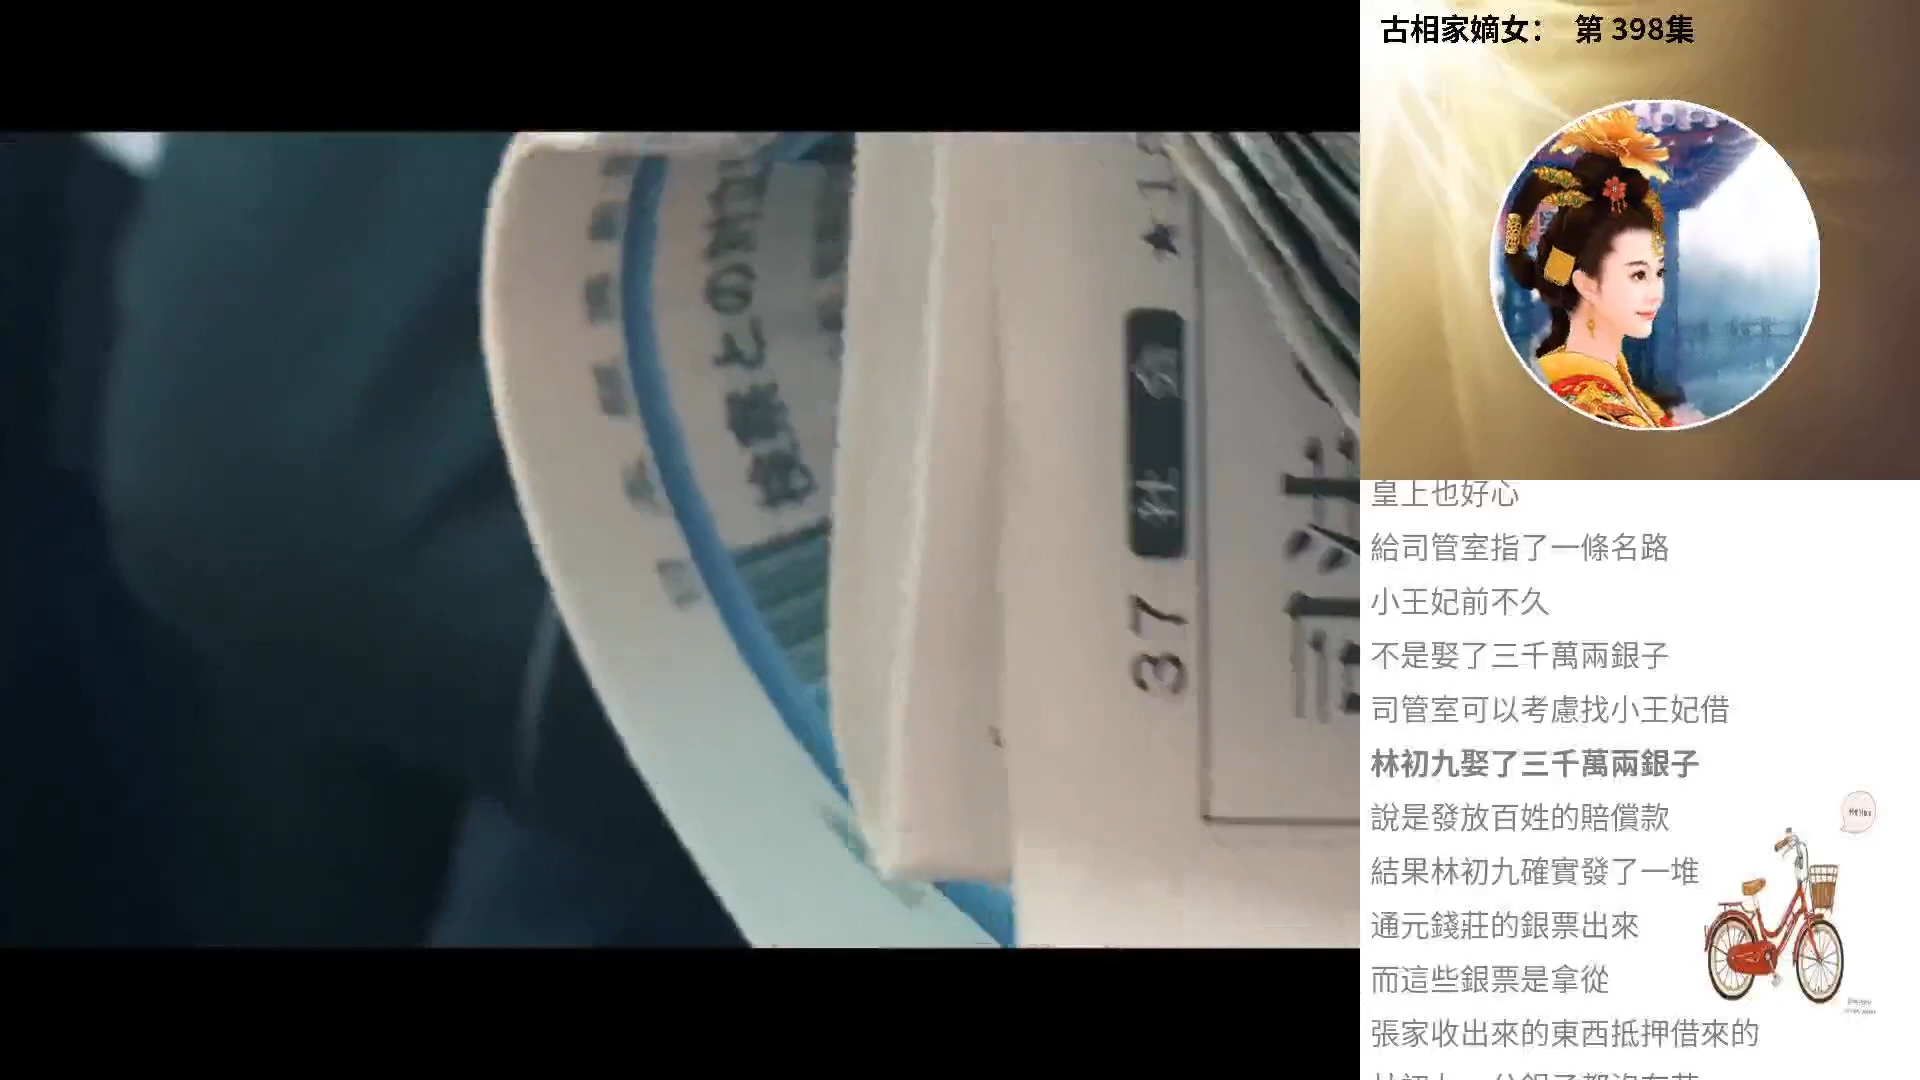 古相家嫡女： 第 398集
皇上也好心
給司管室指了一條名路
小王妃前不久
不是娶了三千萬兩銀子
司管室可以考慮找小王妃借
林初九娶了三千萬兩銀子
說是發放百姓的賠償款
結果林初九確實發了一堆
通元錢莊的銀票出來
而這些銀票是拿從
張家收出來的東西抵押借來的
37